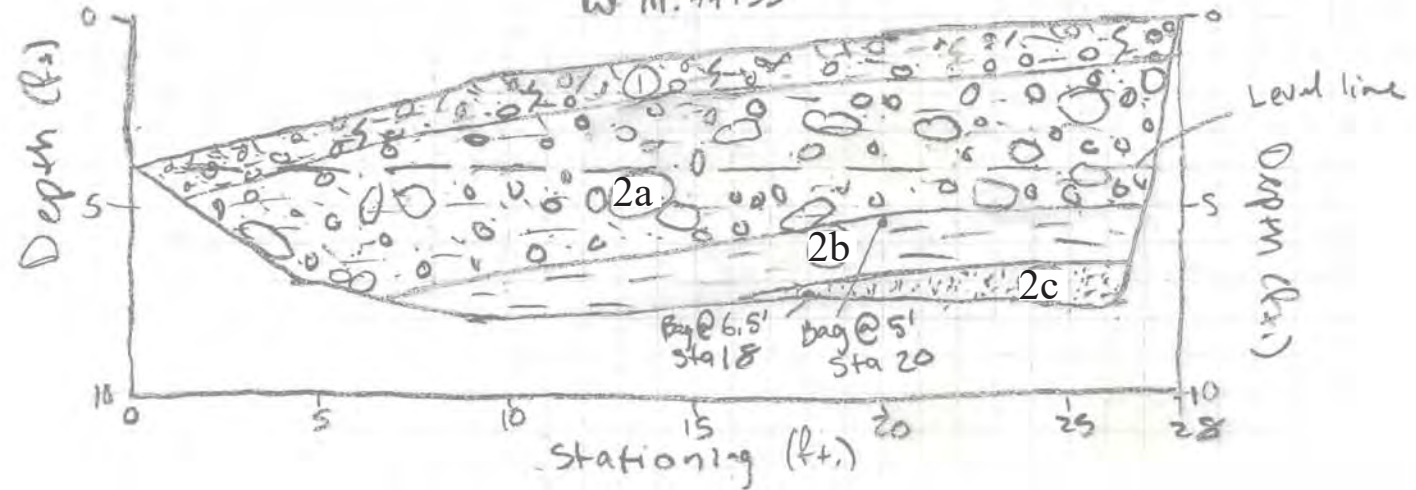 0
0
Depth (ft)
1
Level line
2a
5
5
Depth (ft.)
2b
2c
Bag @ 6.5'
Sta 18
Bag @ 5'
Sta 20
10
10
0
5
10
15
20
25
28
Stationing (ft.)